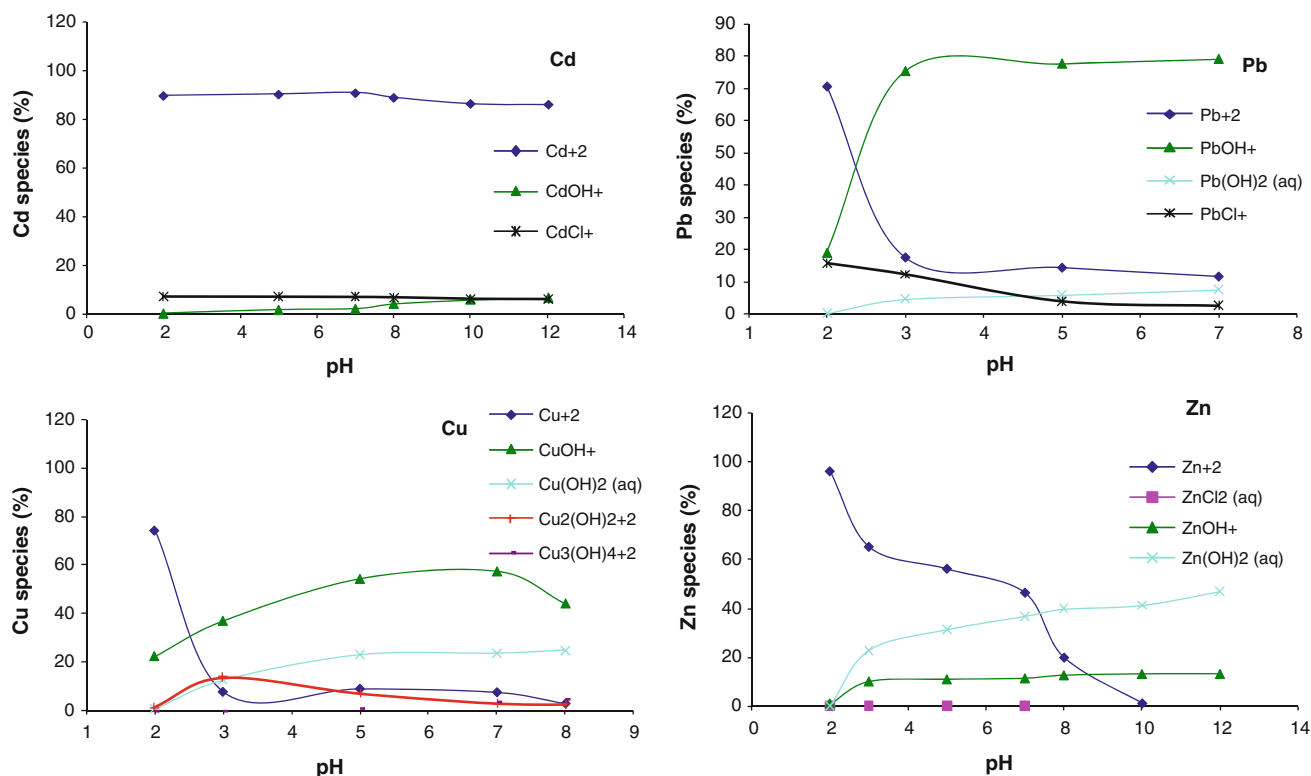 Cd
Cd species (%)
120
100
80
60
40
20
0
Cd+2
CdOH+
CdCl+
0 2 4 6 8 10 12 14
pH
Pb
Pb species (%)
90
80
70
60
50
40
30
20
10
0
Pb+2
PbOH+
Pb(OH)2 (aq)
PbCl+
1 2 3 4 5 6 7 8
pH
Cu
Cu species (%)
120
100
80
60
40
20
0
Cu+2
CuOH+
Cu(OH)2 (aq)
Cu2(OH)2+2
Cu3(OH)4+2
1 2 3 4 5 6 7 8 9
pH
Zn
Zn species (%)
120
100
80
60
40
20
0
Zn+2
ZnCl2 (aq)
ZnOH+
Zn(OH)2 (aq)
0 2 4 6 8 10 12 14
pH